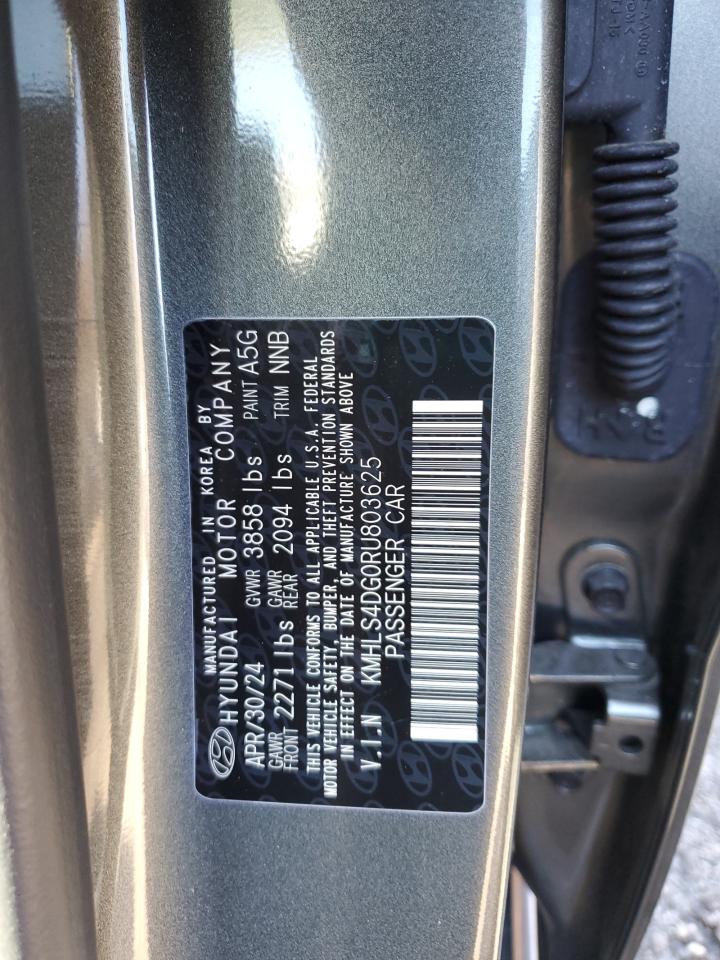 MANUFACTURED IN KOREA BY
HYUNDAI MOTOR COMPANY
APR/30/24 GVWR 3858 lbs PAINT A5G
GAWR FRONT 2271lbs GAWR REAR 2094 lbs TRIM NNB
THIS VEHICLE CONFORMS TO ALL APPLICABLE U.S.A. FEDERAL
MOTOR VEHICLE SAFETY, BUMPER, AND THEFT PREVENTION STANDARDS
IN EFFECT ON THE DATE OF MANUFACTURE SHOWN ABOVE
V.I.N KMHLS4DG0RU803625
PASSENGER CAR